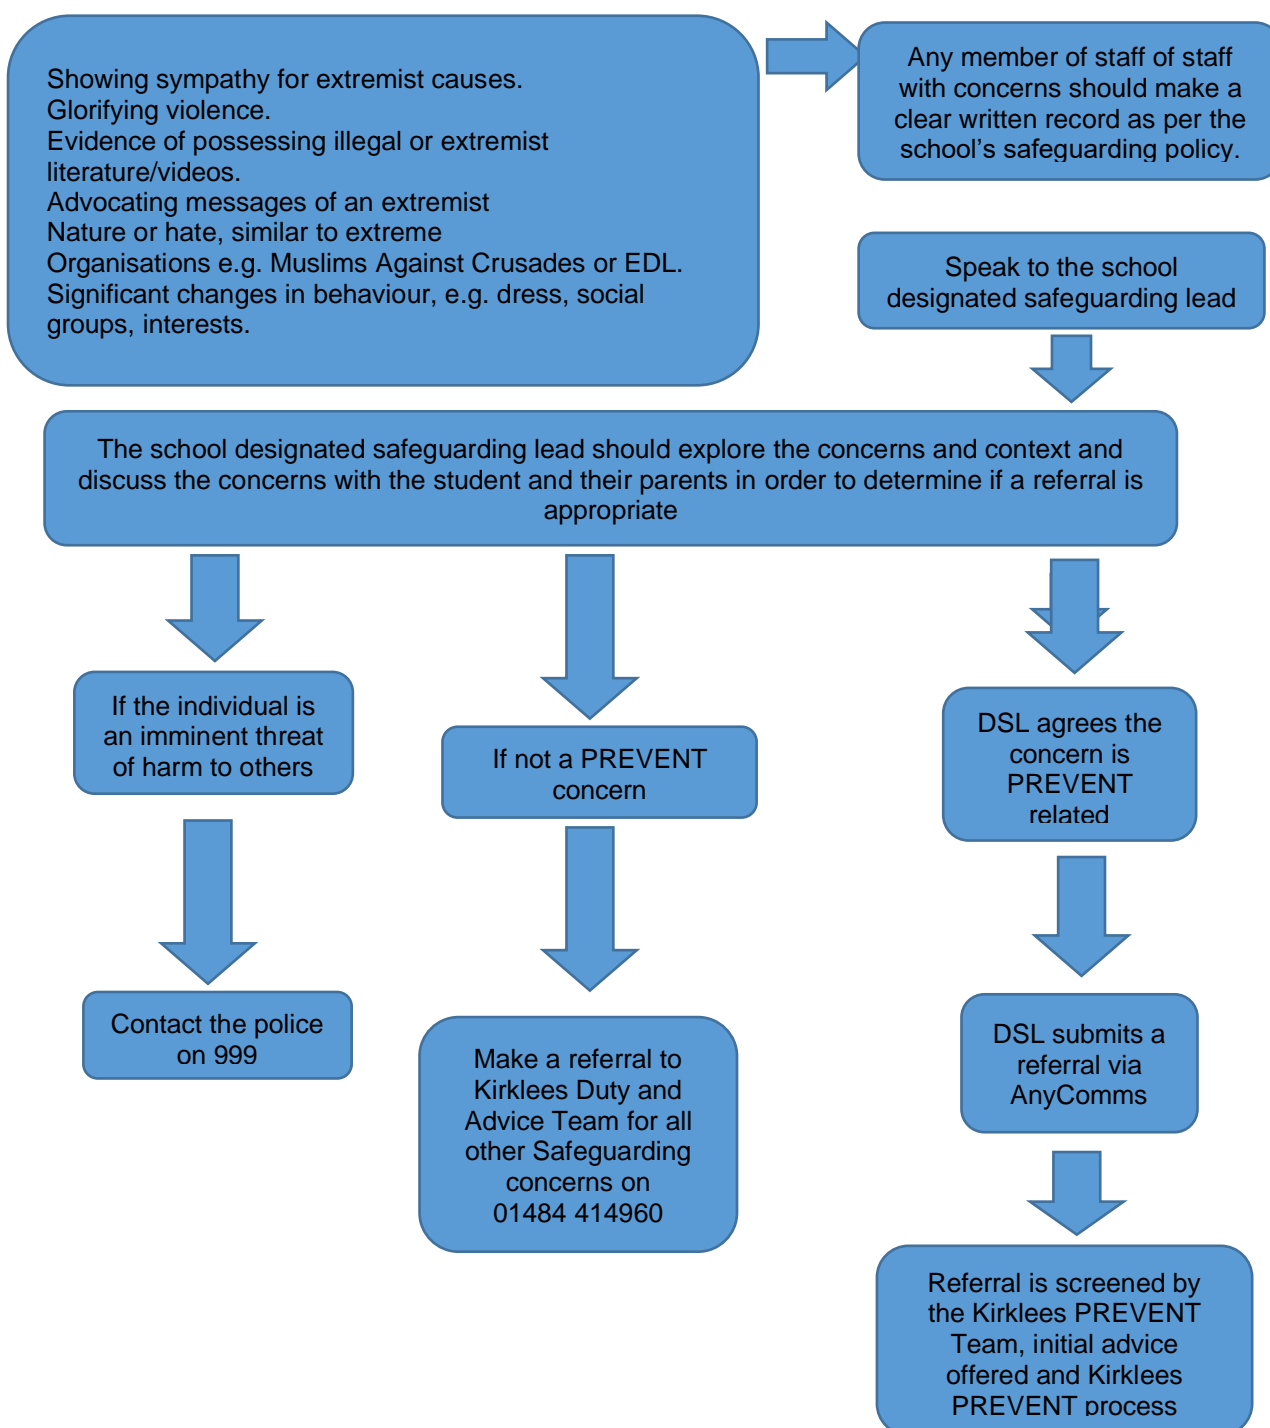 Showing sympathy for extremist causes.
Glorifying violence.
Evidence of possessing illegal or extremist
literature/videos.
Advocating messages of an extremist
Nature or hate, similar to extreme
Organisations e.g. Muslims Against Crusades or EDL.
Significant changes in behaviour, e.g. dress, social
groups, interests.
Any member of staff of staff
with concerns should make a
clear written record as per the
school’s safeguarding policy.
Speak to the school
designated safeguarding lead
The school designated safeguarding lead should explore the concerns and context and
discuss the concerns with the student and their parents in order to determine if a referral is
appropriate
If the individual is
an imminent threat
of harm to others
Contact the police
on 999
If not a PREVENT
concern
Make a referral to
Kirklees Duty and
Advice Team for all
other Safeguarding
concerns on
01484 414960
DSL agrees the
concern is
PREVENT
related
DSL submits a
referral via
AnyComms
Referral is screened by
the Kirklees PREVENT
Team, initial advice
offered and Kirklees
PREVENT process